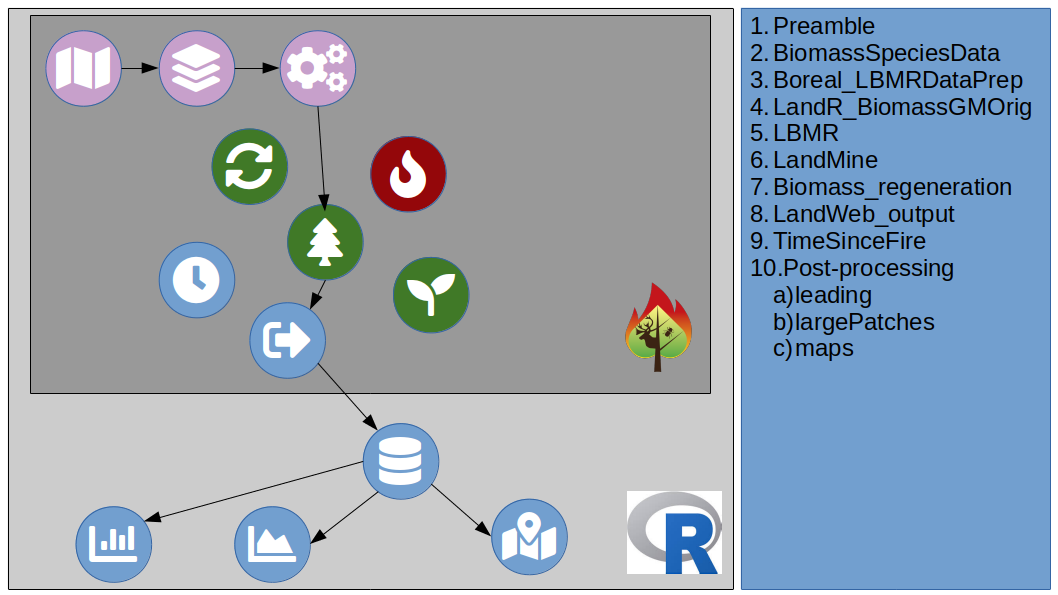 1. Preamble
2. BiomassSpeciesData
3. Boreal_LBMRDataPrep
4. LandR_BiomassGMOrig
5. LBMR
6. LandMine
7. Biomass_regeneration
8. LandWeb_output
9. TimeSinceFire
10.Post-processing
a)leading
b)largePatches
c)maps
R